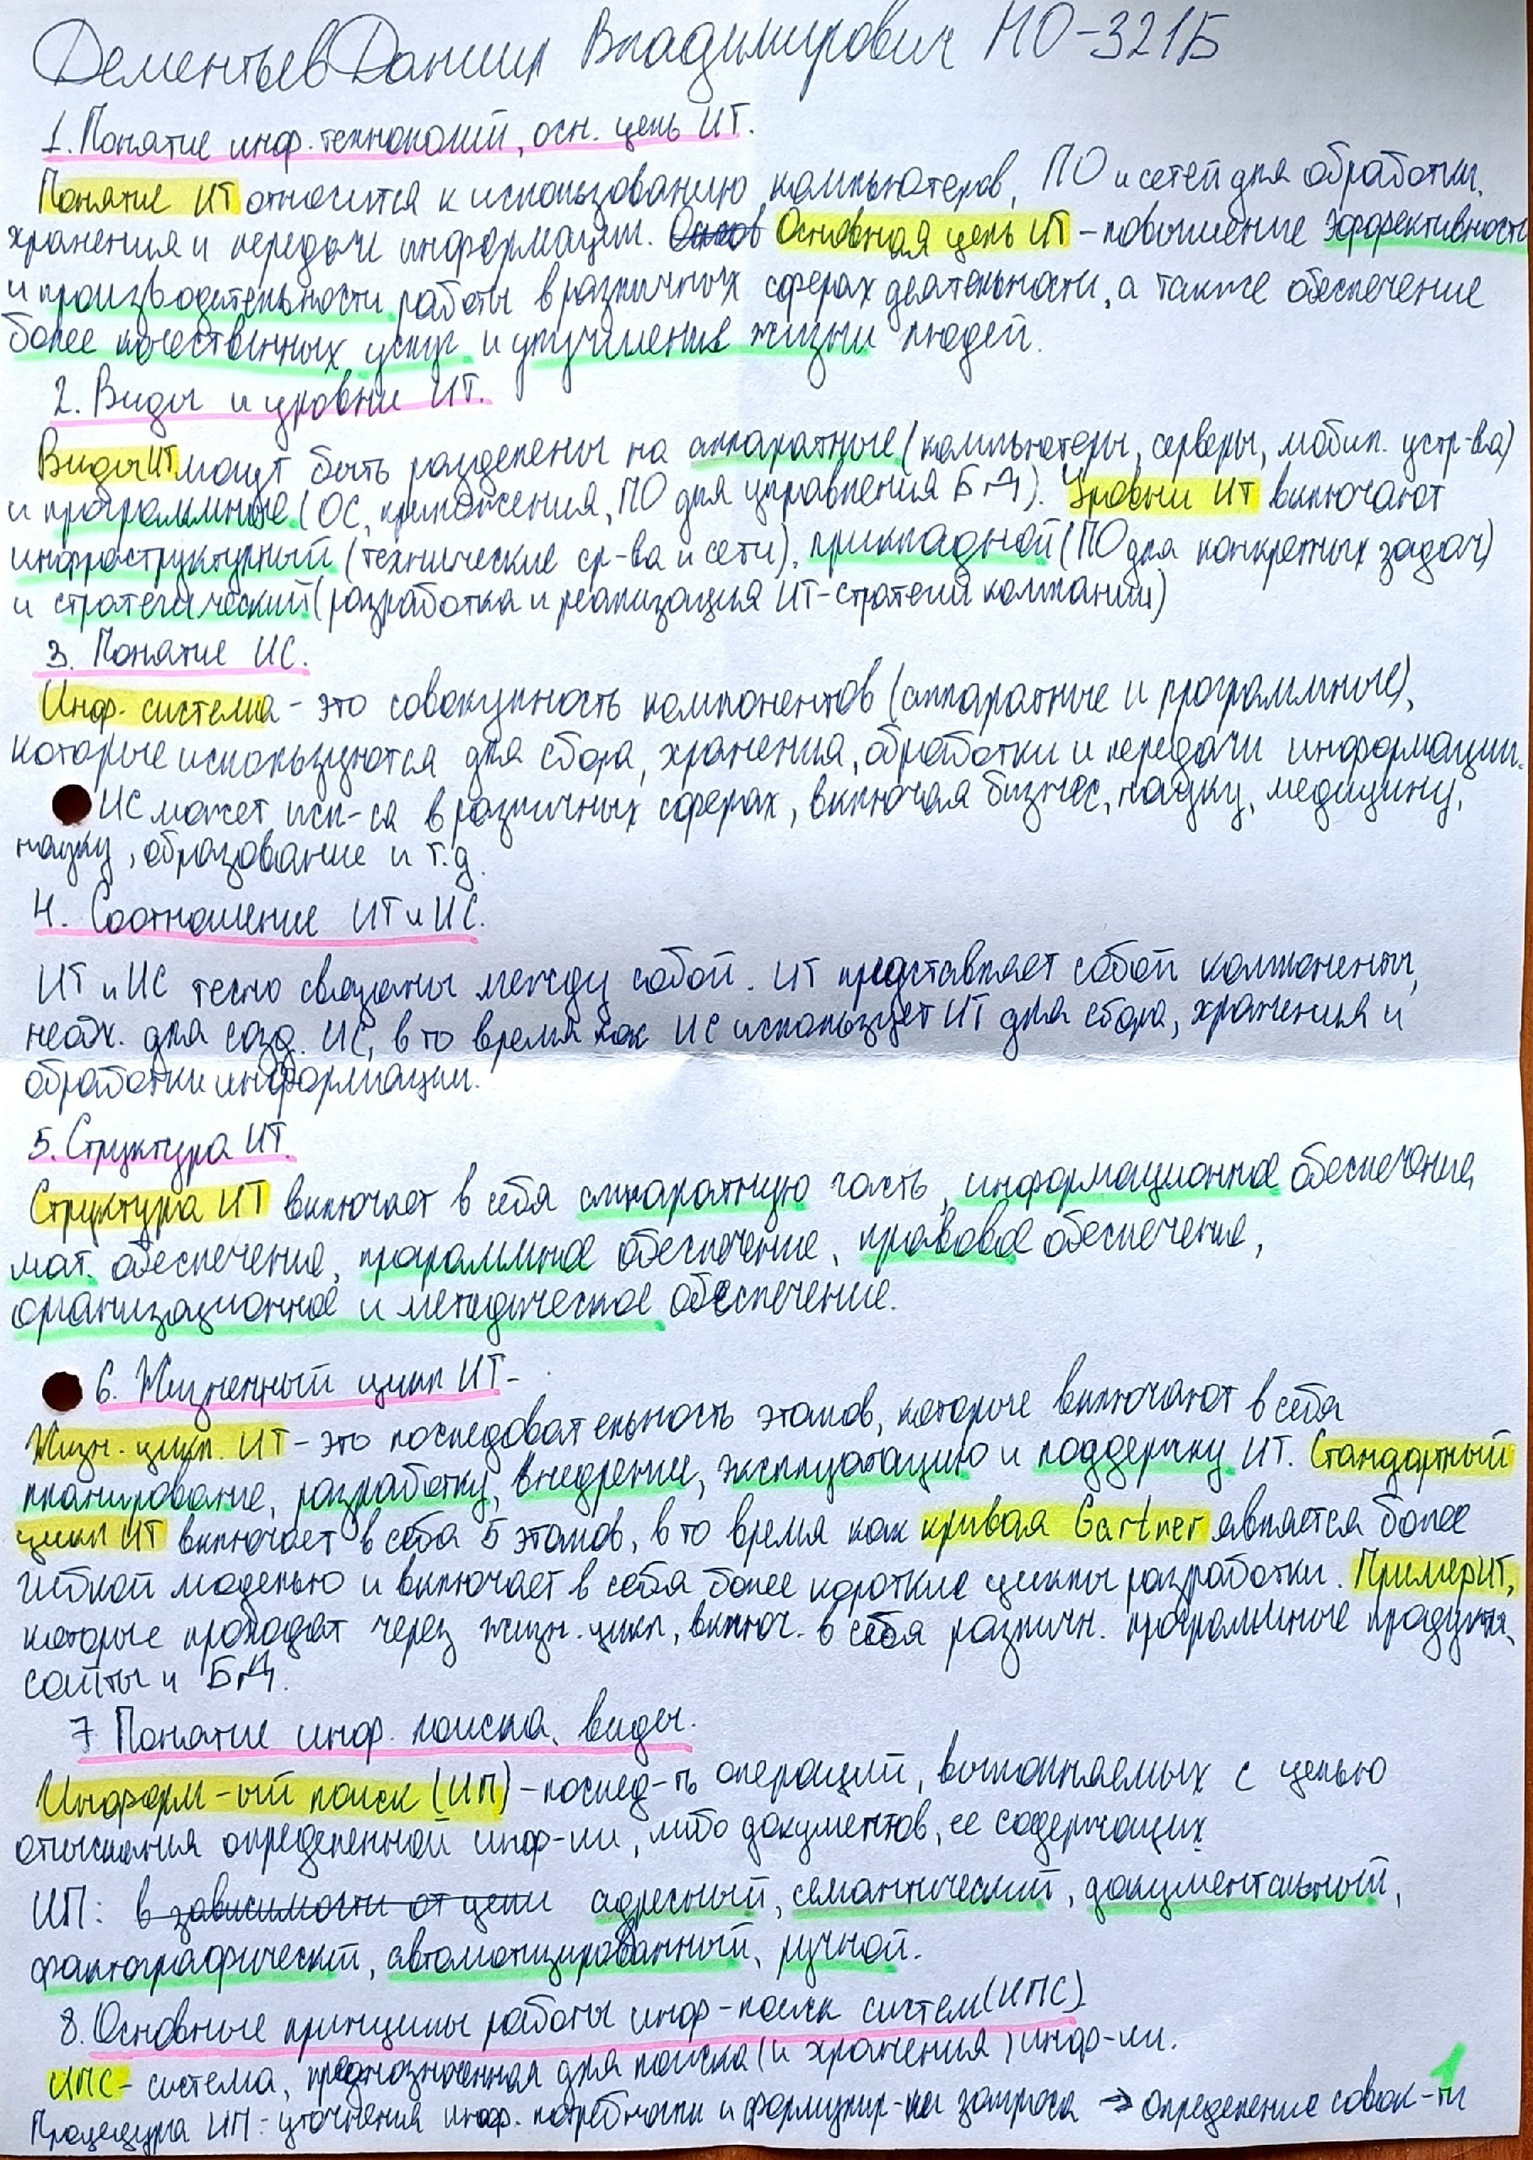 Дементьев Даниил Владимирович НО-321Б
1. Понятие инф. технологий, осн. цель ИТ.
Понятие ИТ относится к использованию компьютеров, ПО и сетей для обработки,
хранения и передачи информации. Основная цель ИТ - повышение эффективности
и производительности работы в различных сферах деятельности, а также обеспечение
более качественных услуг и улучшения жизни людей.
2. Виды и уровни ИТ.
Виды ИТ могут быть разделены на аппаратные (компьютеры, серверы, мобил. устр-ва)
и программные (ОС, приложения, ПО для управления БД). Уровни ИТ включают
инфраструктурный (технические ср-ва и сети), прикладной (ПО для конкретных задач)
и стратегический (разработка и реализация ИТ-стратегий компании)
3. Понятие ИС.
Инф. система - это совокупность компонентов (аппаратные и программные),
которые используются для сбора, хранения, обработки и передачи информации.
ИС может исп-са в различных сферах, включая бизнес, науку, медицину,
науку, образование и т.д.
4. Соотношение ИТ и ИС.
ИТ и ИС тесно связаны между собой. ИТ представляет собой компоненты,
неодх. для созд. ИС, в то время как ИС использует ИТ для сбора, хранения и
обработки информации.
5. Структура ИТ.
Структура ИТ включает в себя аппаратную часть, информационное обеспечение,
мат. обеспечение, программное обеспечение, правовое обеспечение,
организационное и методическое обеспечение.
6. Жизненный цикл ИТ-
Жизн. цикл. ИТ - это последовательность этапов, которые включают в себя
планирование, разработку, внедрение, эксплуатацию и поддержку ИТ. Стандартный
цикл ИТ включает в себя 5 этапов, в то время как кривая Gartner является более
гибкой моделью и включает в себя более короткие циклы разработки. Пример ИТ,
которые проходят через жизн. цикл, включ. в себя различн. программные продукты,
сайты и БД.
7 Понятие инф. поиска, виды.
Информ-ый поиск (ИП) - послед-ть операций, выполняемых с целью
отыскания определенной инф-ии, либо документов, ее содержащих.
ИП: в зависимости от цели адресный, семантический, документальный,
фактографический, автоматизированный, ручной.
8. Основные принципы работы инф-поиск систем (ИПС)
ИПС - система, предназначенная для поиска (и хранения) инф-ии.
Процедура ИП: уточнения инф. потребности и формулир-ки запроса → определение совок-ти
1